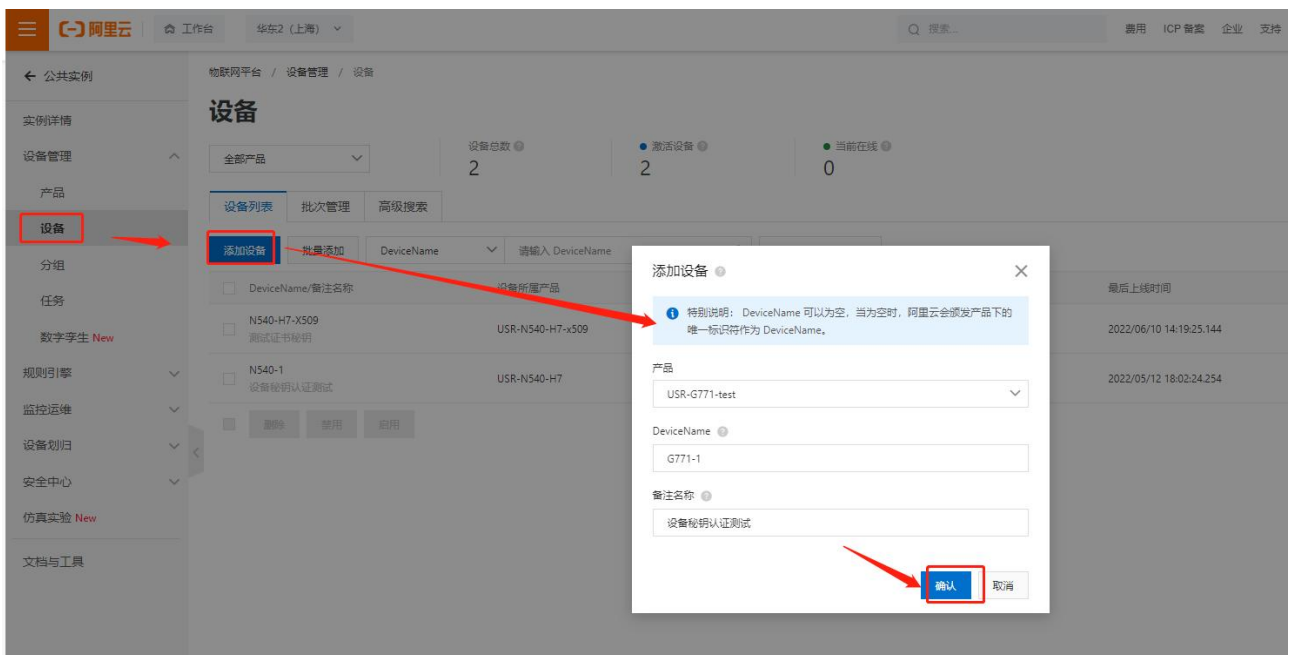 阿里云
工作台
华东2（上海）
搜索...
费用 ICP 备案 企业 支持
公共实例
物联网平台 / 设备管理 / 设备
设备
实例详情
设备管理
产品
设备
分组
任务
数字孪生 New
规则引擎
监控运维
设备划归
安全中心
仿真实验 New
文档与工具
全部产品
设备总数
2
激活设备
2
当前在线
0
设备列表 批次管理 高级搜索
添加设备 批量添加 DeviceName 请输入 DeviceName
DeviceName/备注名称 设备所属产品 最后上线时间
N540-H7-X509 USR-N540-H7-x509 2022/06/10 14:19:25.144
测试证书秘钥
N540-1 USR-N540-H7 2022/05/12 18:02:24.254
设备秘钥认证测试
删除 禁用 启用
添加设备
特别说明： DeviceName 可以为空，当为空时，阿里云会颁发产品下的
唯一标识符作为 DeviceName。
产品
USR-G771-test
DeviceName
G771-1
备注名称
设备秘钥认证测试
确认 取消